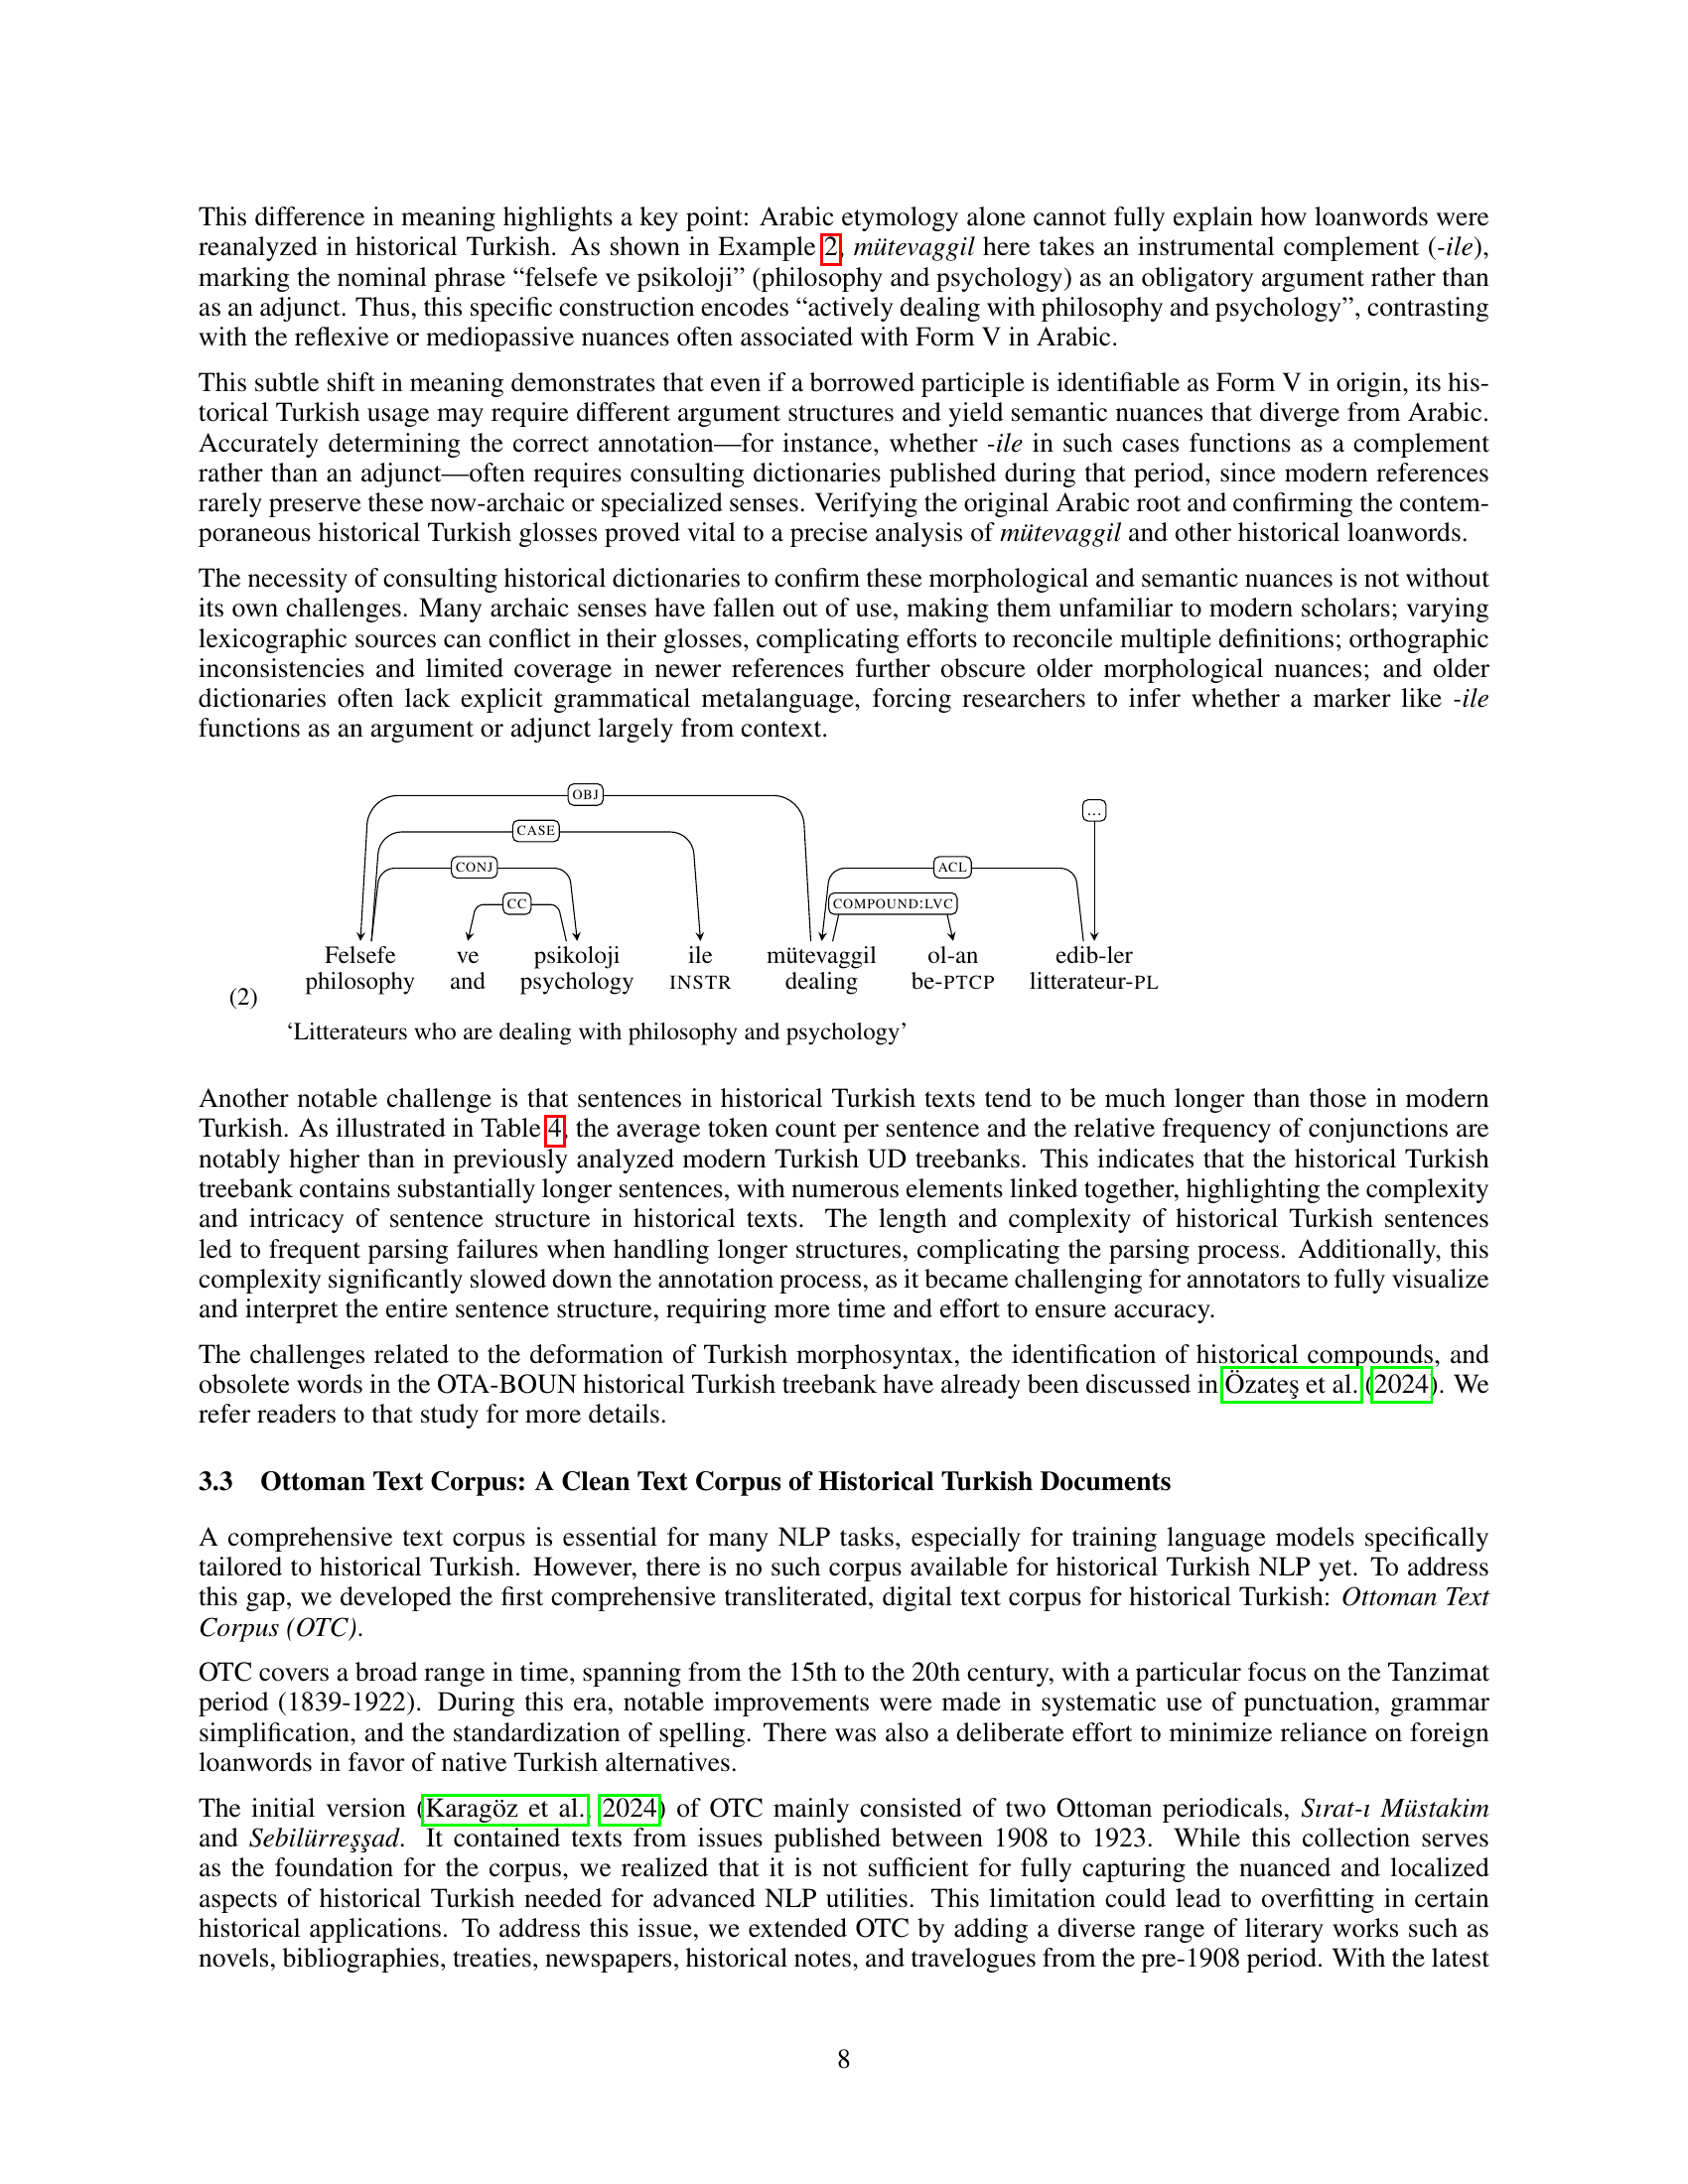 This difference in meaning highlights a key point: Arabic etymology alone cannot fully explain how loanwords were
reanalyzed in historical Turkish. As shown in Example 2, mütevaggil here takes an instrumental complement (-ile),
marking the nominal phrase “felsefe ve psikoloji” (philosophy and psychology) as an obligatory argument rather than
as an adjunct. Thus, this specific construction encodes “actively dealing with philosophy and psychology”, contrasting
with the reflexive or mediopassive nuances often associated with Form V in Arabic.
This subtle shift in meaning demonstrates that even if a borrowed participle is identifiable as Form V in origin, its his-
torical Turkish usage may require different argument structures and yield semantic nuances that diverge from Arabic.
Accurately determining the correct annotation—for instance, whether -ile in such cases functions as a complement
rather than an adjunct—often requires consulting dictionaries published during that period, since modern references
rarely preserve these now-archaic or specialized senses. Verifying the original Arabic root and confirming the contem-
poraneous historical Turkish glosses proved vital to a precise analysis of mütevaggil and other historical loanwords.
The necessity of consulting historical dictionaries to confirm these morphological and semantic nuances is not without
its own challenges. Many archaic senses have fallen out of use, making them unfamiliar to modern scholars; varying
lexicographic sources can conflict in their glosses, complicating efforts to reconcile multiple definitions; orthographic
inconsistencies and limited coverage in newer references further obscure older morphological nuances; and older
dictionaries often lack explicit grammatical metalanguage, forcing researchers to infer whether a marker like -ile
functions as an argument or adjunct largely from context.
OBJ
...
CASE
CONJ ACL
CC COMPOUND:LVC
Felsefe ve psikoloji ile mütevaggil ol-an edib-ler
philosophy and psychology INSTR dealing be-PTCP litterateur-PL
(2)
‘Litterateurs who are dealing with philosophy and psychology’
Another notable challenge is that sentences in historical Turkish texts tend to be much longer than those in modern
Turkish. As illustrated in Table 4, the average token count per sentence and the relative frequency of conjunctions are
notably higher than in previously analyzed modern Turkish UD treebanks. This indicates that the historical Turkish
treebank contains substantially longer sentences, with numerous elements linked together, highlighting the complexity
and intricacy of sentence structure in historical texts. The length and complexity of historical Turkish sentences
led to frequent parsing failures when handling longer structures, complicating the parsing process. Additionally, this
complexity significantly slowed down the annotation process, as it became challenging for annotators to fully visualize
and interpret the entire sentence structure, requiring more time and effort to ensure accuracy.
The challenges related to the deformation of Turkish morphosyntax, the identification of historical compounds, and
obsolete words in the OTA-BOUN historical Turkish treebank have already been discussed in Özateş et al. (2024). We
refer readers to that study for more details.
3.3 Ottoman Text Corpus: A Clean Text Corpus of Historical Turkish Documents
A comprehensive text corpus is essential for many NLP tasks, especially for training language models specifically
tailored to historical Turkish. However, there is no such corpus available for historical Turkish NLP yet. To address
this gap, we developed the first comprehensive transliterated, digital text corpus for historical Turkish: Ottoman Text
Corpus (OTC).
OTC covers a broad range in time, spanning from the 15th to the 20th century, with a particular focus on the Tanzimat
period (1839-1922). During this era, notable improvements were made in systematic use of punctuation, grammar
simplification, and the standardization of spelling. There was also a deliberate effort to minimize reliance on foreign
loanwords in favor of native Turkish alternatives.
The initial version (Karagöz et al., 2024) of OTC mainly consisted of two Ottoman periodicals, Sırat-ı Müstakim
and Sebilürreşşad. It contained texts from issues published between 1908 to 1923. While this collection serves
as the foundation for the corpus, we realized that it is not sufficient for fully capturing the nuanced and localized
aspects of historical Turkish needed for advanced NLP utilities. This limitation could lead to overfitting in certain
historical applications. To address this issue, we extended OTC by adding a diverse range of literary works such as
novels, bibliographies, treaties, newspapers, historical notes, and travelogues from the pre-1908 period. With the latest
8